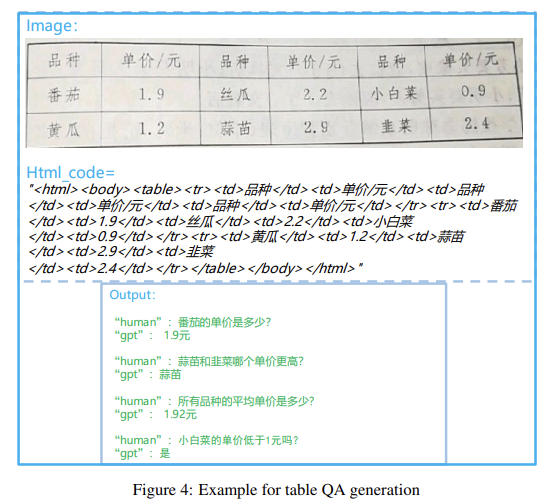 Image:
品种 单价/元 品种 单价/元 品种 单价/元
番茄 1.9 丝瓜 2.2 小白菜 0.9
黄瓜 1.2 蒜苗 2.9 韭菜 2.4
Html_code=
"<html><body><table><tr><td>品种</td><td>单价/元</td><td>品种
</td><td>单价/元</td><td>品种</td><td>单价/元</td></tr><tr><td>番茄
</td><td>1.9</td><td>丝瓜</td><td>2.2</td><td>小白菜
</td><td>0.9</td></tr><tr><td>黄瓜</td><td>1.2</td><td>蒜苗
</td><td>2.9</td><td>韭菜
</td><td>2.4</td></tr></table></body></html>"
Output:
“human”：番茄的单价是多少？
“gpt”： 1.9元
“human”：蒜苗和韭菜哪个单价更高？
“gpt”：蒜苗
“human”：所有品种的平均单价是多少？
“gpt”： 1.92元
“human”：小白菜的单价低于1元吗？
“gpt”：是
Figure 4: Example for table QA generation